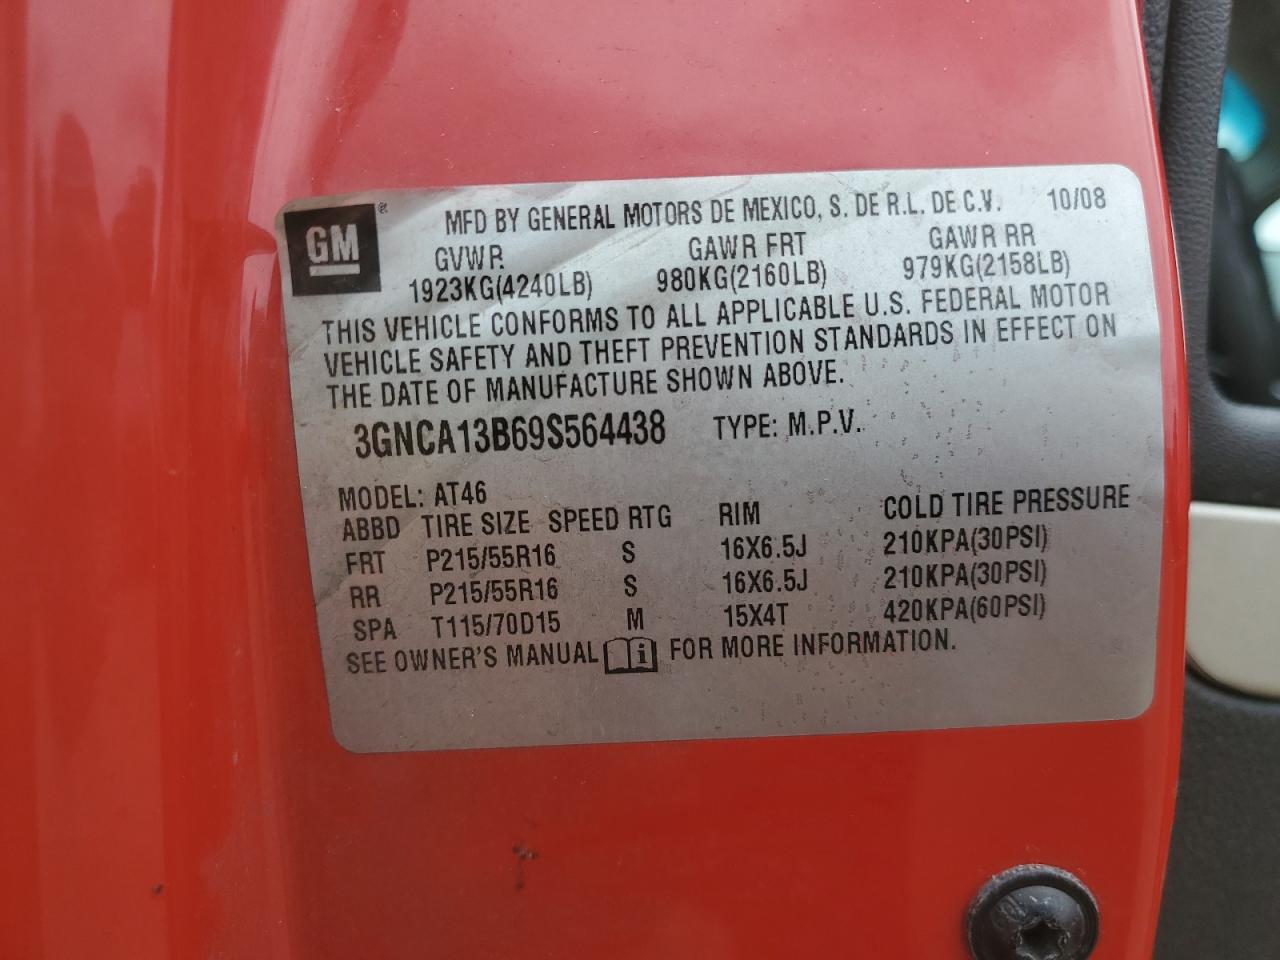 GM ® MFD BY GENERAL MOTORS DE MEXICO, S. DE R.L. DE C.V. 10/08
GVWR GAWR FRT GAWR RR
1923KG(4240LB) 980KG(2160LB) 979KG(2158LB)
THIS VEHICLE CONFORMS TO ALL APPLICABLE U.S. FEDERAL MOTOR
VEHICLE SAFETY AND THEFT PREVENTION STANDARDS IN EFFECT ON
THE DATE OF MANUFACTURE SHOWN ABOVE.
3GNCA13B69S564438 TYPE: M.P.V.
MODEL: AT46
ABBD TIRE SIZE SPEED RTG RIM COLD TIRE PRESSURE
FRT P215/55R16 S 16X6.5J 210KPA(30PSI)
RR P215/55R16 S 16X6.5J 210KPA(30PSI)
SPA T115/70D15 M 15X4T 420KPA(60PSI)
SEE OWNER'S MANUAL i FOR MORE INFORMATION.